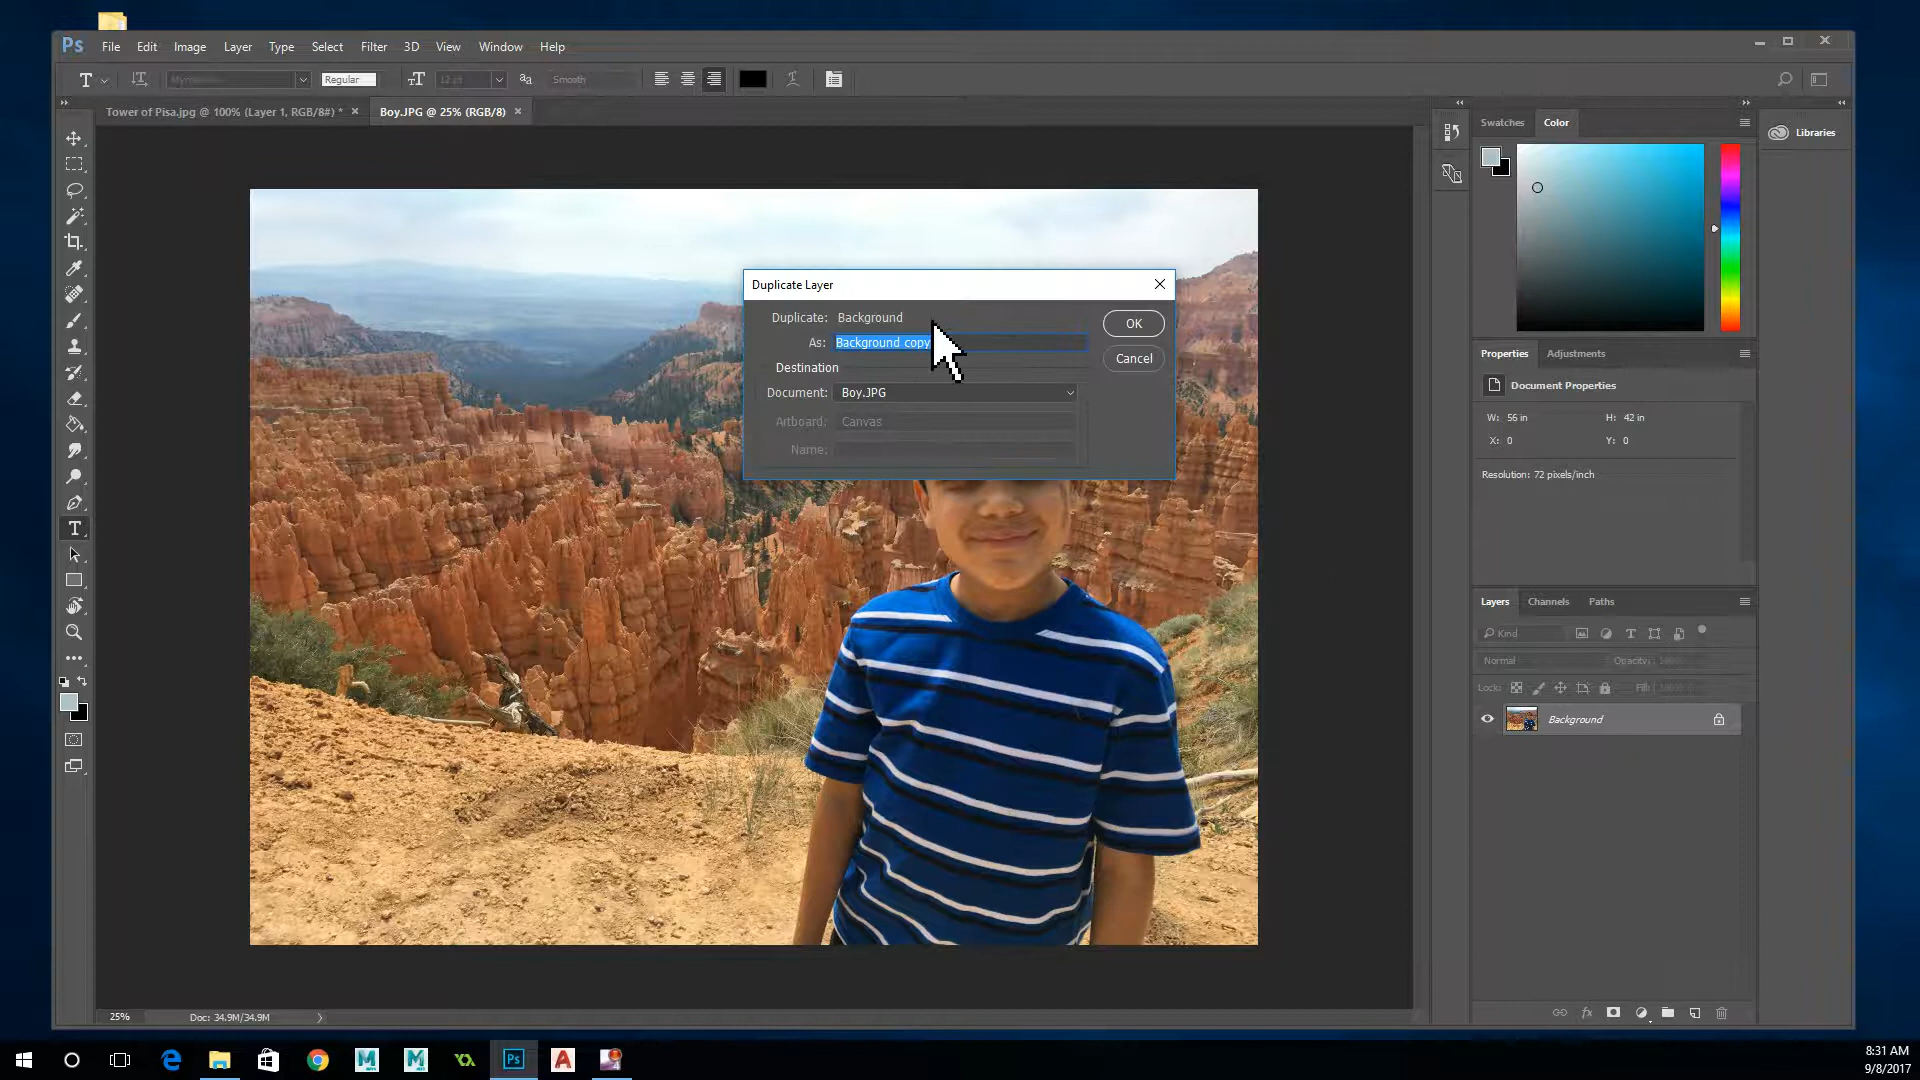 Ps File Edit Image Layer Type Select Filter 3D View Window Help
T Regular 12 pt aa Smooth
Tower of Pisa.jpg @ 100% (Layer 1, RGB/8#) * Boy.JPG @ 25% (RGB/8)
Swatches Color
Libraries
Duplicate Layer
Duplicate: Background
As: Background copy
OK
Destination
Cancel
Document: Boy.JPG
Artboard: Canvas
Name:
Properties Adjustments
Document Properties
W: 56 in H: 42 in
X: 0 Y: 0
Resolution: 72 pixels/inch
Layers Channels Paths
Kind
Normal Opacity:
Lock: Fill:
Background
25% Doc: 34.9M/34.9M
Ps
8:31 AM
9/8/2017